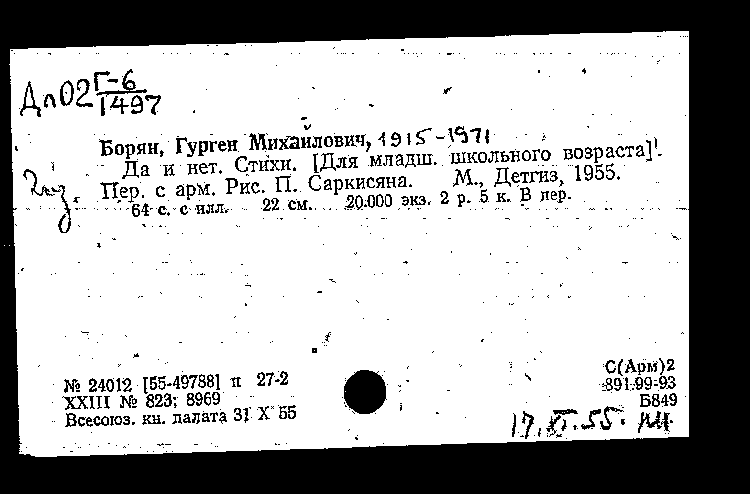 Дл02 Г-6
1497
Борян, Гурген Михайлович, 1915-1971
Да и нет. Стихи. [Для младш. школьного возраста].
Пер. с арм. Рис. П. Саркисяна. М., Детгиз, 1955.
64 с. с илл. 22 см. 20.000 экз. 2 р. 5 к. В пер.
№ 24012 [55-49788] п 27-2
XXIII № 823; 8969
Всесоюз. кн. палата 31 X 55
С(Арм)2
891.99-93
Б849
17.XI.55.